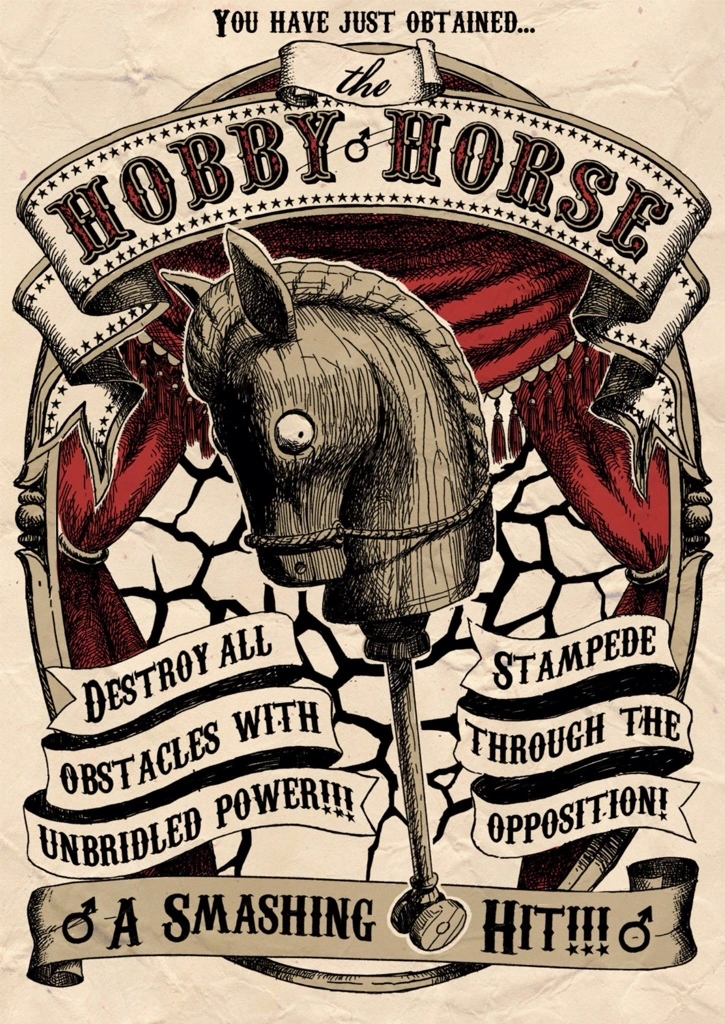 You have just obtained...
the
HOBBY ♂ HORSE
Destroy all
obstacles with
unbridled power!!!
Stampede
through the
opposition!
♂ A Smashing Hit!!! ♂